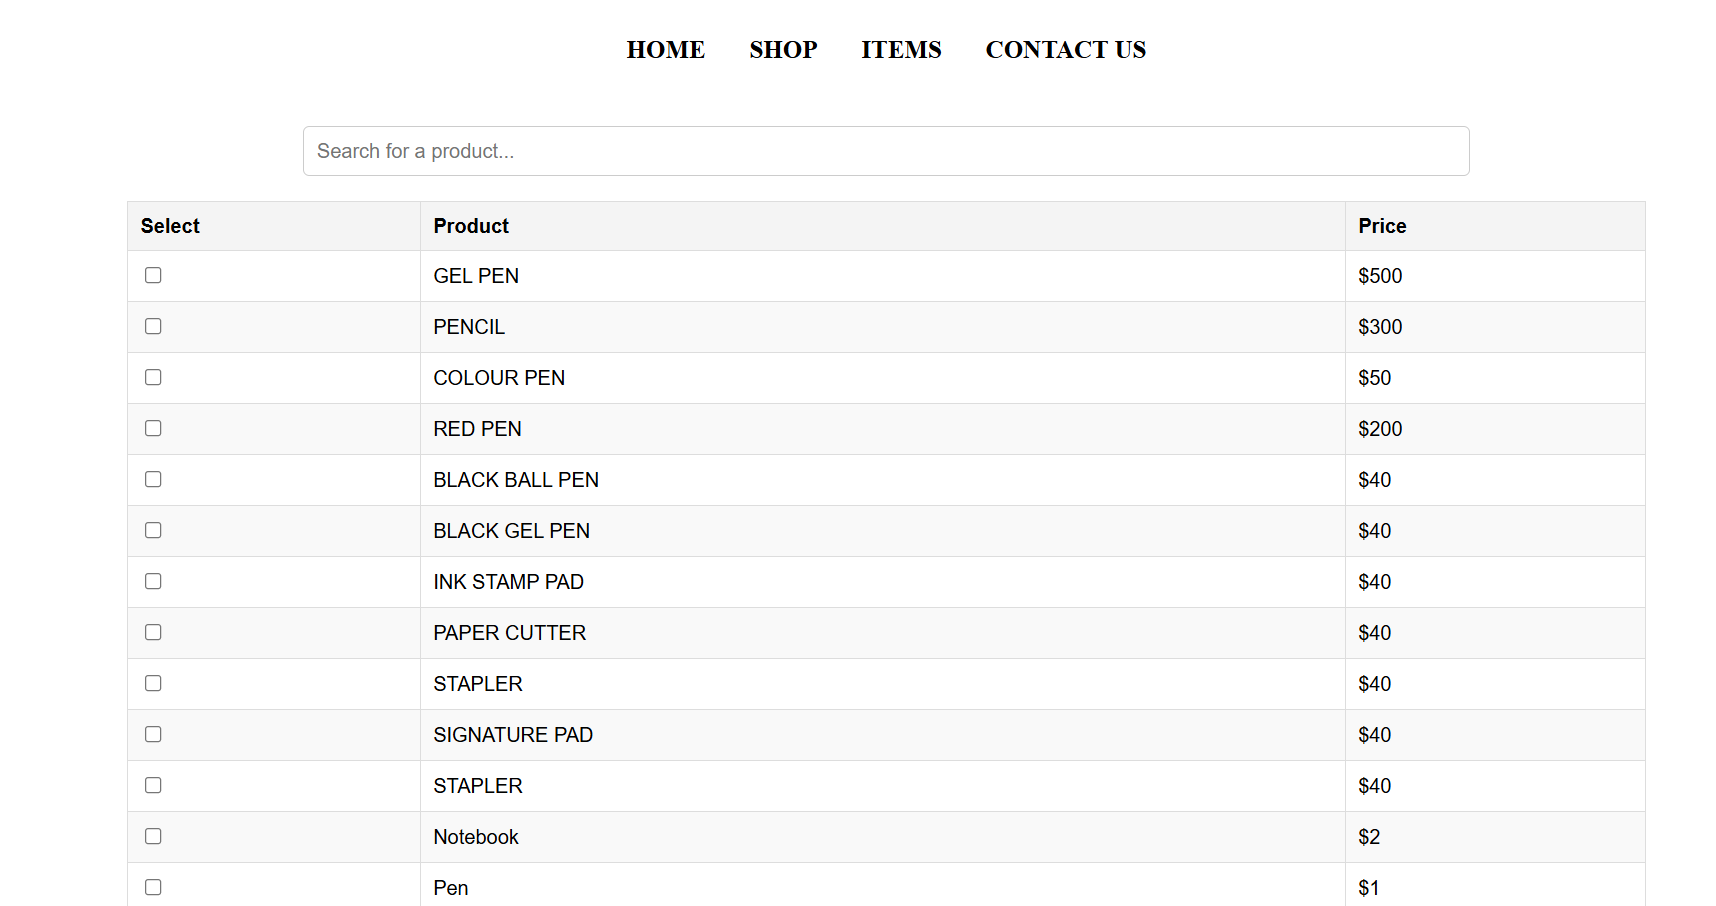 HOME SHOP ITEMS CONTACT US
Search for a product...
Select Product Price
GEL PEN $500
PENCIL $300
COLOUR PEN $50
RED PEN $200
BLACK BALL PEN $40
BLACK GEL PEN $40
INK STAMP PAD $40
PAPER CUTTER $40
STAPLER $40
SIGNATURE PAD $40
STAPLER $40
Notebook $2
Pen $1